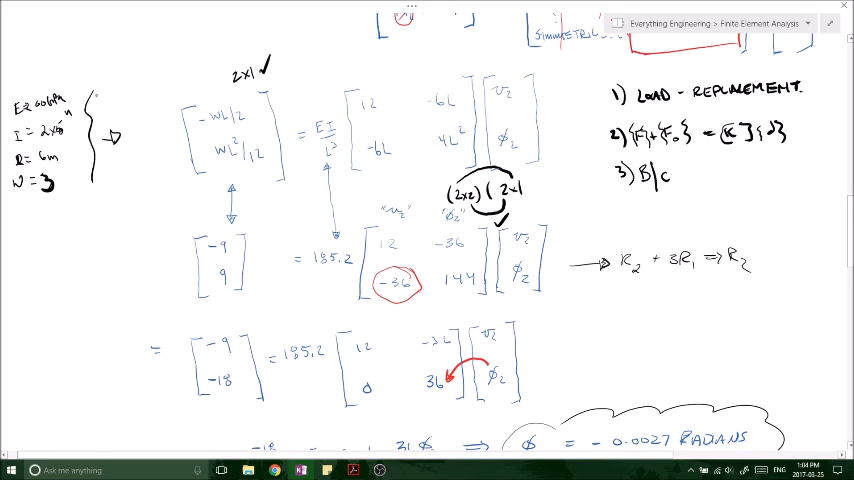 Everything Engineering > Finite Element Analysis
SYMMETRIC
2x1 ✓
1) LOAD - REPLACEMENT.
2) {F}+{F₀} = [K]{d}
3) B/C
I = 2x10
L = 6m
W = 3
-WL/2
WL²/12
= EI/L³
12 -6L
-6L 4L²
v₂
ϕ₂
(2x2) ( 2x1
"v₂" "ϕ₂"
-9
9
= 185.2
12 -36
-36 144
v₂
ϕ₂
R₂ + 3R₁ ⇒ R₂
=
-9
-18
= 185.2
12 -36
0 36
v₂
ϕ₂
ϕ = - 0.0027 RADIANS
Ask me anything
ENG
1:04 PM
2017-08-25